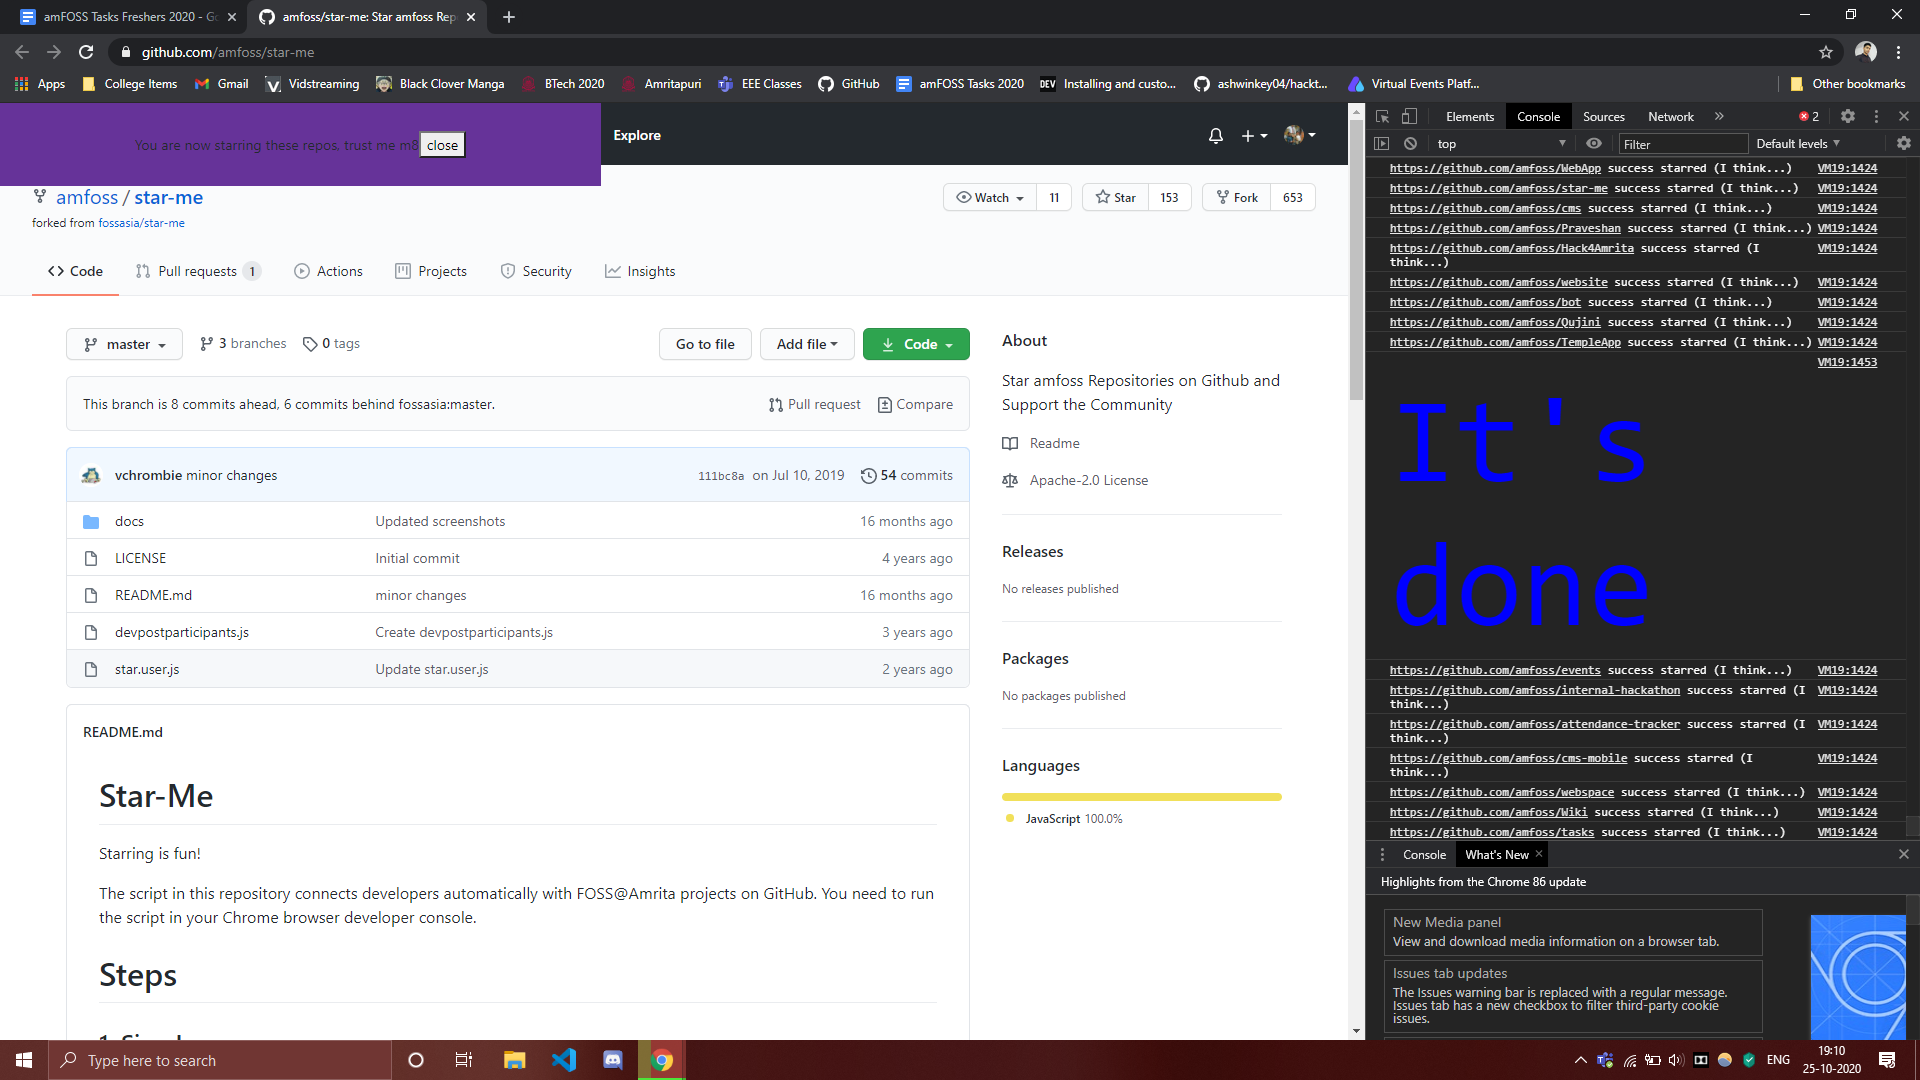 amFOSS Tasks Freshers 2020 - Go
amfoss/star-me: Star amfoss Rep
github.com/amfoss/star-me
Apps
College Items
Gmail
Vidstreaming
Black Clover Manga
BTech 2020
Amritapuri
EEE Classes
GitHub
amFOSS Tasks 2020
DEV
Installing and custo...
ashwinkey04/hackt...
Virtual Events Platf...
Other bookmarks
You are now starring these repos, trust me m8
close
Explore
amfoss / star-me
forked from fossasia/star-me
Watch 11
Star 153
Fork 653
Code
Pull requests 1
Actions
Projects
Security
Insights
master
3 branches
0 tags
Go to file
Add file
Code
This branch is 8 commits ahead, 6 commits behind fossasia:master.
Pull request
Compare
vchrombie minor changes
111bc8a on Jul 10, 2019
54 commits
docs Updated screenshots 16 months ago
LICENSE Initial commit 4 years ago
README.md minor changes 16 months ago
devpostparticipants.js Create devpostparticipants.js 3 years ago
star.user.js Update star.user.js 2 years ago
README.md
Star-Me
Starring is fun!
The script in this repository connects developers automatically with FOSS@Amrita projects on GitHub. You need to run
the script in your Chrome browser developer console.
Steps
About
Star amfoss Repositories on Github and
Support the Community
Readme
Apache-2.0 License
Releases
No releases published
Packages
No packages published
Languages
JavaScript 100.0%
Elements
Console
Sources
Network
2
top
Filter
Default levels
https://github.com/amfoss/WebApp success starred (I think...) VM19:1424
https://github.com/amfoss/star-me success starred (I think...) VM19:1424
https://github.com/amfoss/cms success starred (I think...) VM19:1424
https://github.com/amfoss/Praveshan success starred (I think...) VM19:1424
https://github.com/amfoss/Hack4Amrita success starred (I VM19:1424
think...)
https://github.com/amfoss/website success starred (I think...) VM19:1424
https://github.com/amfoss/bot success starred (I think...) VM19:1424
https://github.com/amfoss/Qujini success starred (I think...) VM19:1424
https://github.com/amfoss/TempleApp success starred (I think...) VM19:1424
VM19:1453
It's
done
https://github.com/amfoss/events success starred (I think...) VM19:1424
https://github.com/amfoss/internal-hackathon success starred (I VM19:1424
think...)
https://github.com/amfoss/attendance-tracker success starred (I VM19:1424
think...)
https://github.com/amfoss/cms-mobile success starred (I VM19:1424
think...)
https://github.com/amfoss/webspace success starred (I think...) VM19:1424
https://github.com/amfoss/Wiki success starred (I think...) VM19:1424
https://github.com/amfoss/tasks success starred (I think...) VM19:1424
Console
What's New
Highlights from the Chrome 86 update
New Media panel
View and download media information on a browser tab.
Issues tab updates
The Issues warning bar is replaced with a regular message.
Issues tab has a new checkbox to filter third-party cookie
issues.
Type here to search
ENG
19:10
25-10-2020